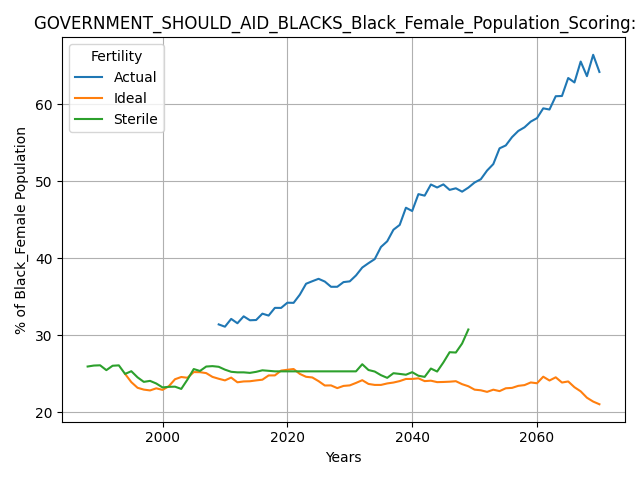 GOVERNMENT_SHOULD_AID_BLACKS_Black_Female_Population_Scoring:
Fertility
Actual
Ideal
Sterile
% of Black_Female Population
60
50
40
30
20
2000
2020
2040
2060
Years